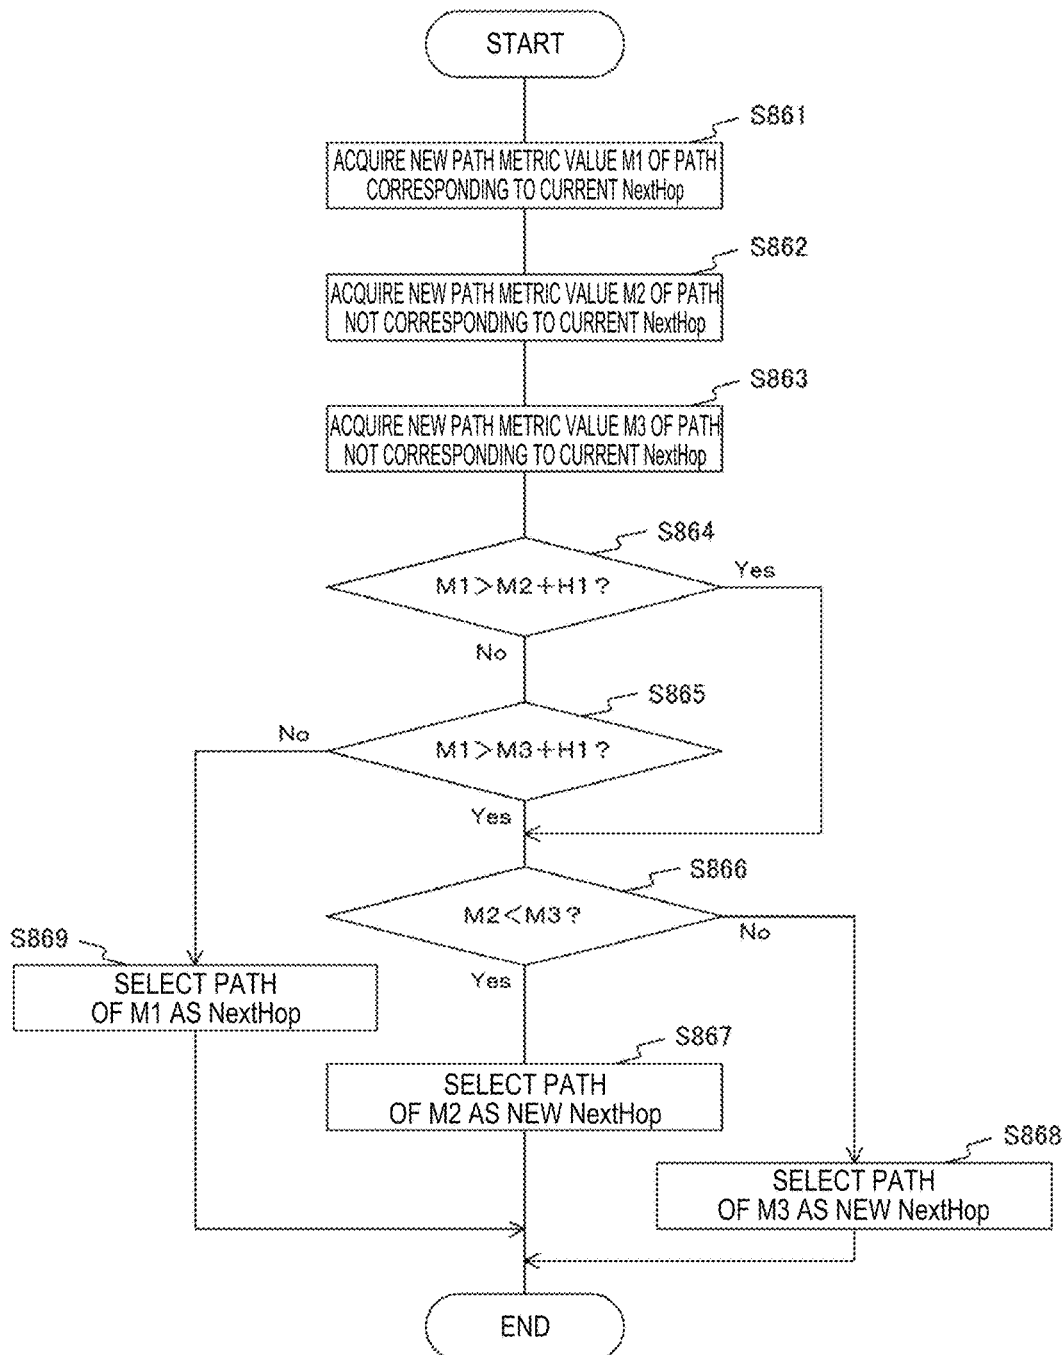 START
S861
ACQUIRE NEW PATH METRIC VALUE M1 OF PATH
CORRESPONDING TO CURRENT NextHop
S862
ACQUIRE NEW PATH METRIC VALUE M2 OF PATH
NOT CORRESPONDING TO CURRENT NextHop
S863
ACQUIRE NEW PATH METRIC VALUE M3 OF PATH
NOT CORRESPONDING TO CURRENT NextHop
S864
M1>M2+H1?
Yes
No
S865
M1>M3+H1?
No
Yes
S866
M2<M3?
No
Yes
S869
SELECT PATH
OF M1 AS NextHop
S867
SELECT PATH
OF M2 AS NEW NextHop
S868
SELECT PATH
OF M3 AS NEW NextHop
END